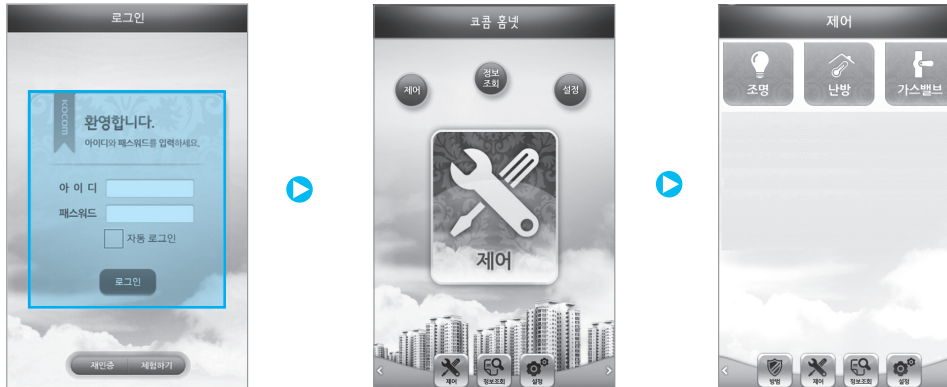 로그인
KOCOM
환영합니다.
아이디와 패스워드를 입력하세요.
아 이 디
패스워드
자동 로그인
로그인
재인증
체험하기
코콤 홈넷
제어
정보
조회
설정
제어
제어
정보조회
설정
제어
조명
난방
가스밸브
방범
제어
정보조회
설정